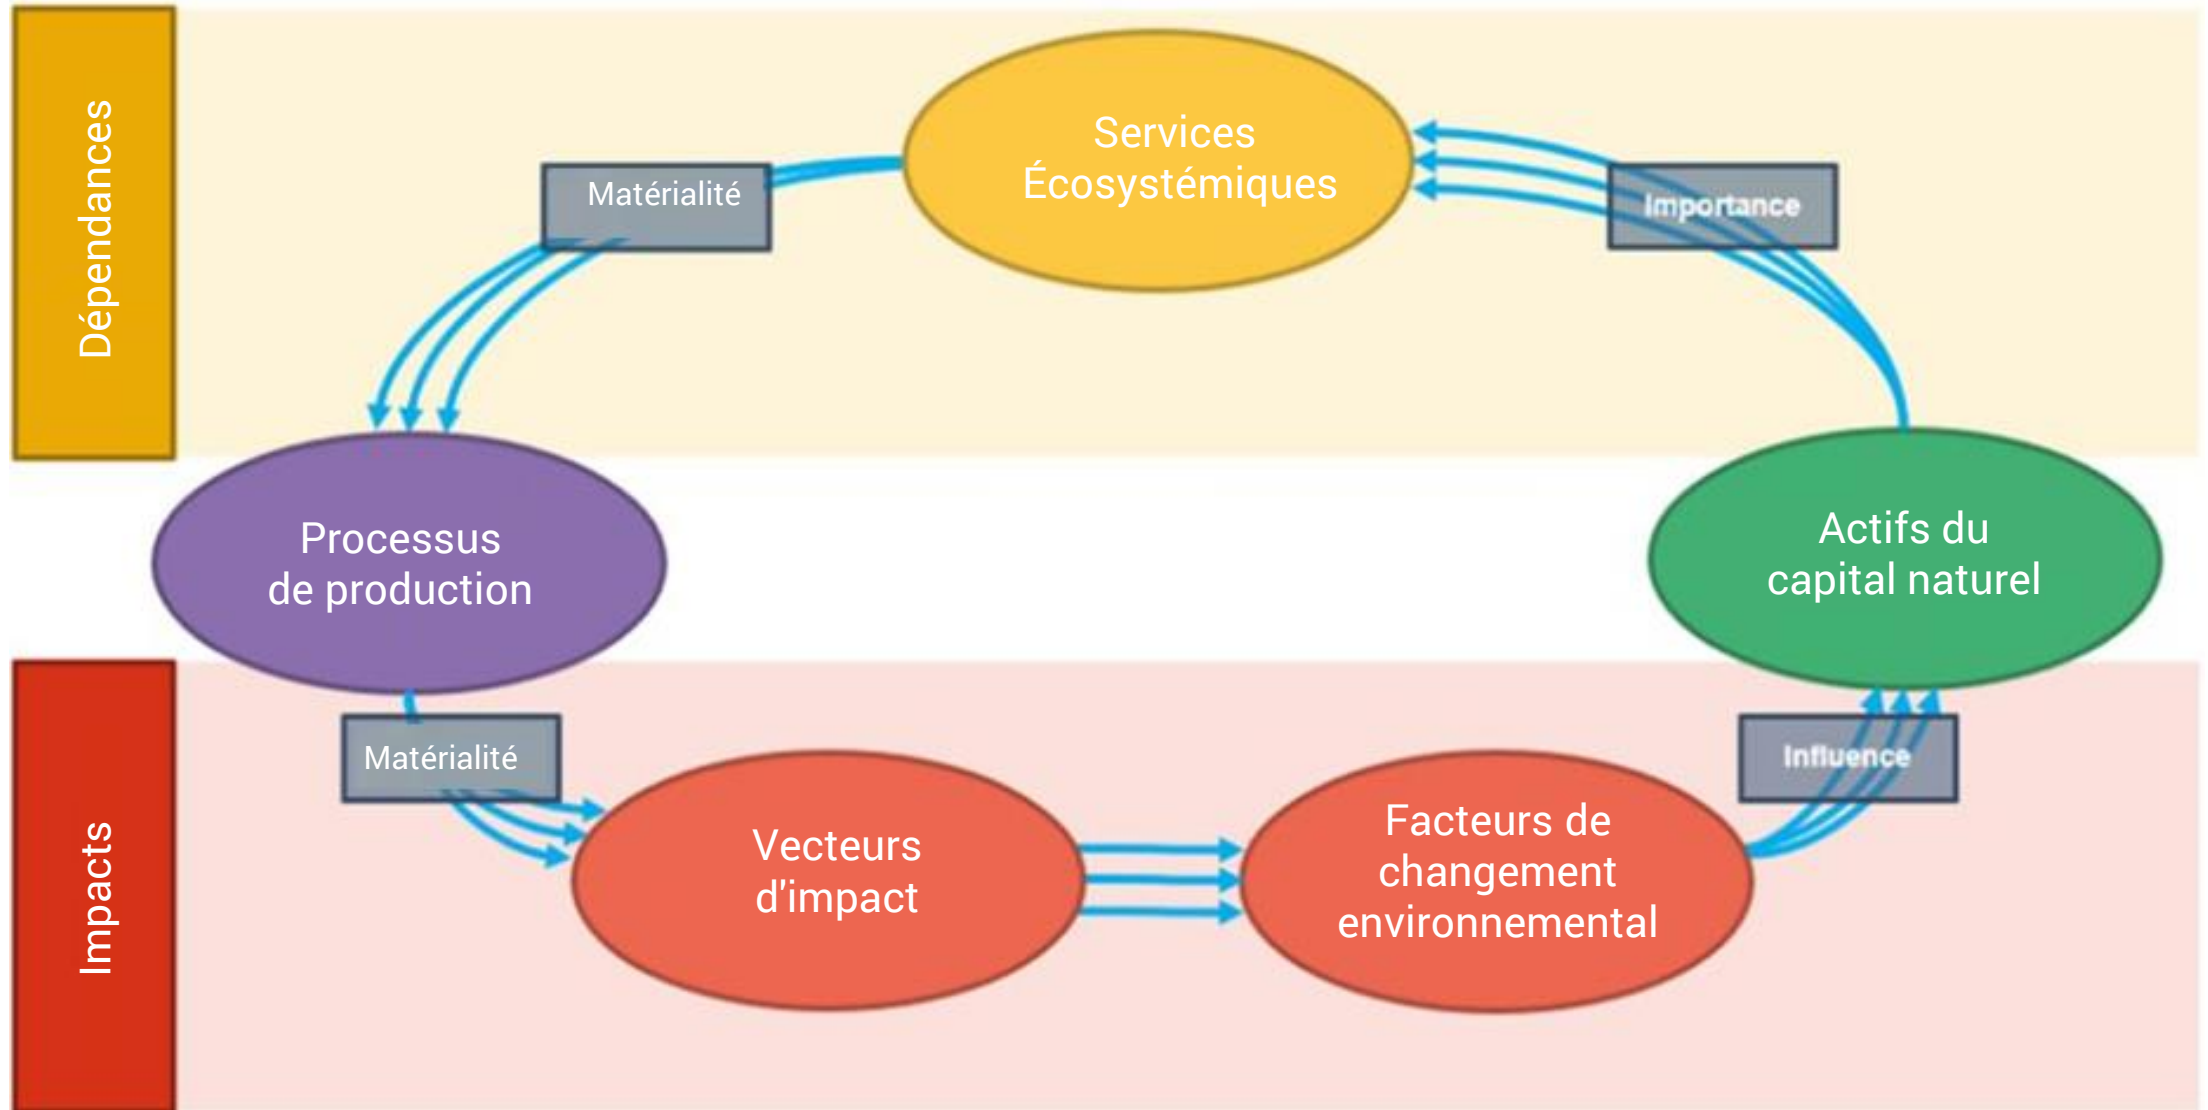 Dépendances
Services
Écosystémiques
Matérialité
Importance
Processus
de production
Actifs du
capital naturel
Impacts
Matérialité
Vecteurs
d'impact
Facteurs de
changement
environnemental
Influence